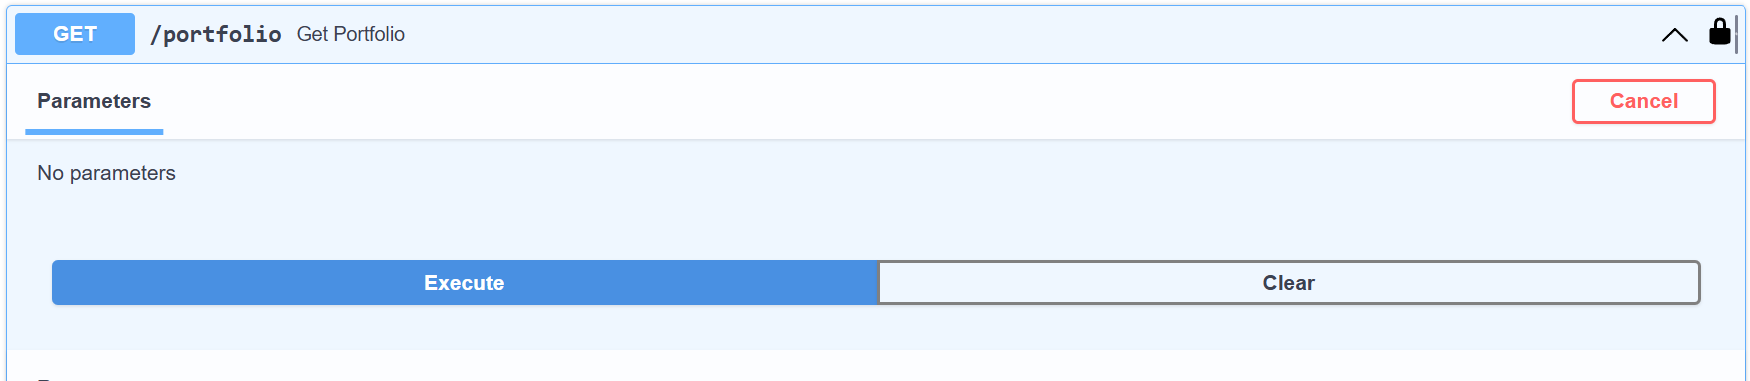 GET /portfolio Get Portfolio
Parameters Cancel
No parameters
Execute Clear